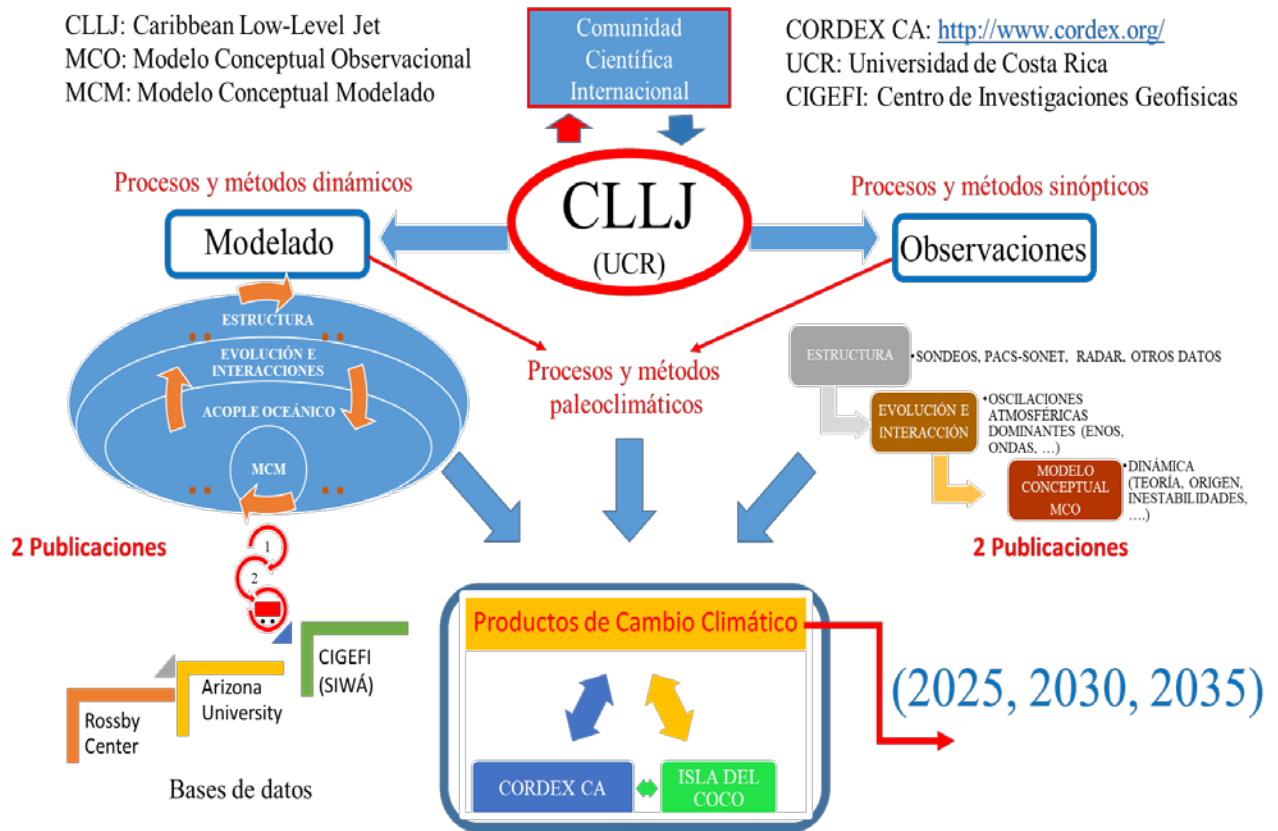 CLLJ: Caribbean Low-Level Jet
MCO: Modelo Conceptual Observacional
MCM: Modelo Conceptual Modelado
Comunidad
Científica
Internacional
CORDEX CA: http://www.cordex.org/
UCR: Universidad de Costa Rica
CIGEFI: Centro de Investigaciones Geofísicas
Procesos y métodos dinámicos
CLLJ
(UCR)
Procesos y métodos sinópticos
Modelado
Observaciones
ESTRUCTURA
EVOLUCIÓN E
INTERACCIONES
ACOPLE OCEÁNICO
MCM
Procesos y métodos
paleoclimáticos
ESTRUCTURA
•SONDEOS, PACS-SONET, RADAR, OTROS DATOS
EVOLUCIÓN E
INTERACCIÓN
•OSCILACIONES
ATMOSFÉRICAS
DOMINANTES (ENOS,
ONDAS, …)
MODELO
CONCEPTUAL
MCO
•DINÁMICA
(TEORÍA, ORIGEN,
INESTABILIDADES,
….)
2 Publicaciones
2 Publicaciones
1
2
CIGEFI
(SIWÁ)
Arizona
University
Rossby
Center
Bases de datos
Productos de Cambio Climático
CORDEX CA
ISLA DEL
COCO
(2025, 2030, 2035)